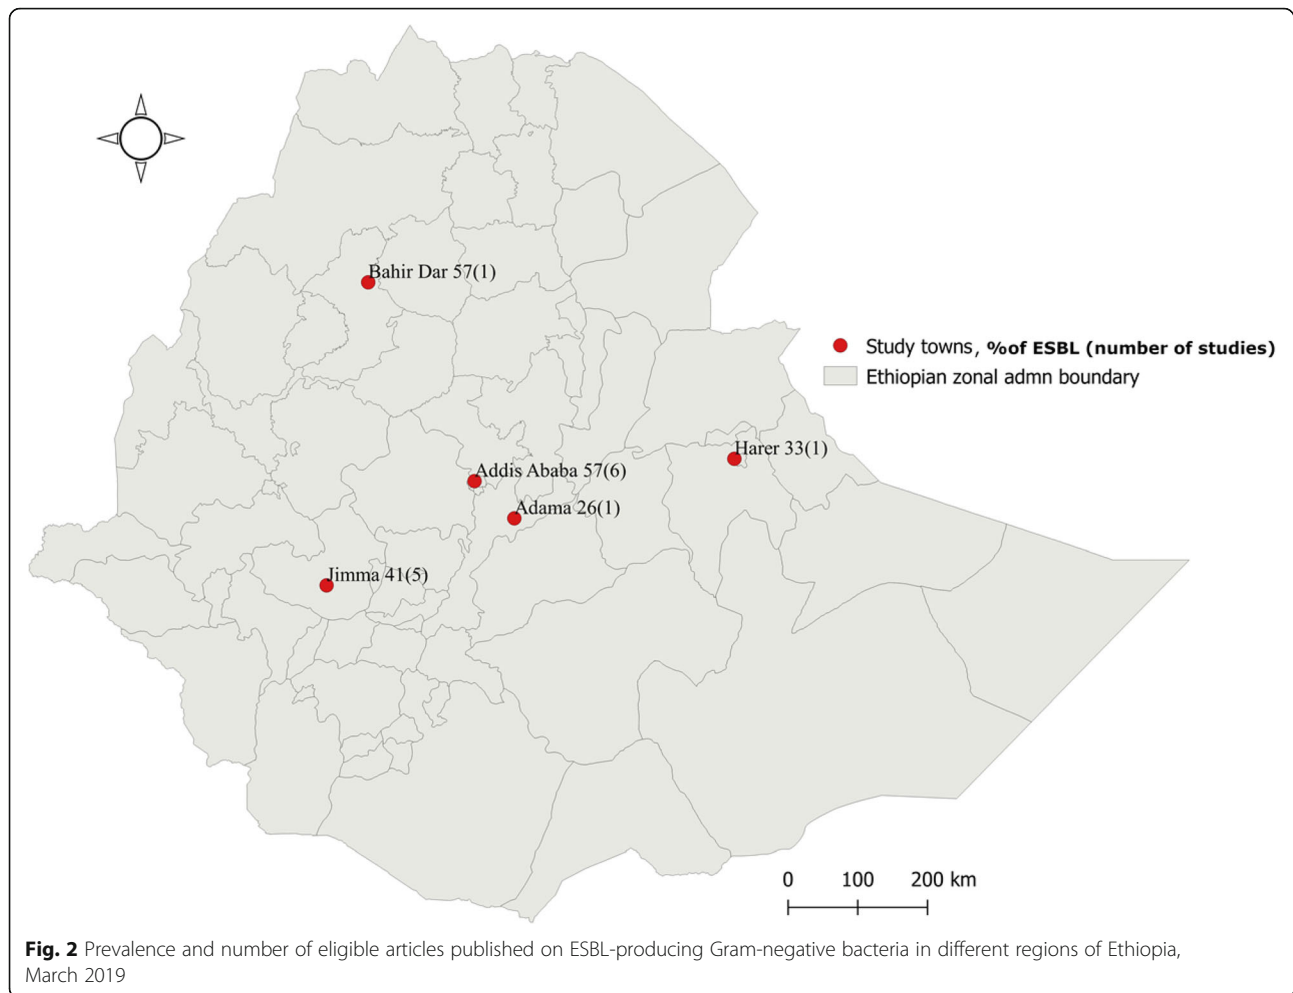 Bahir Dar 57(1)
Study towns, %of ESBL (number of studies)
Ethiopian zonal admn boundary
Harer 33(1)
Addis Ababa 57(6)
Adama 26(1)
Jimma 41(5)
0 100 200 km
Fig. 2 Prevalence and number of eligible articles published on ESBL-producing Gram-negative bacteria in different regions of Ethiopia,
March 2019